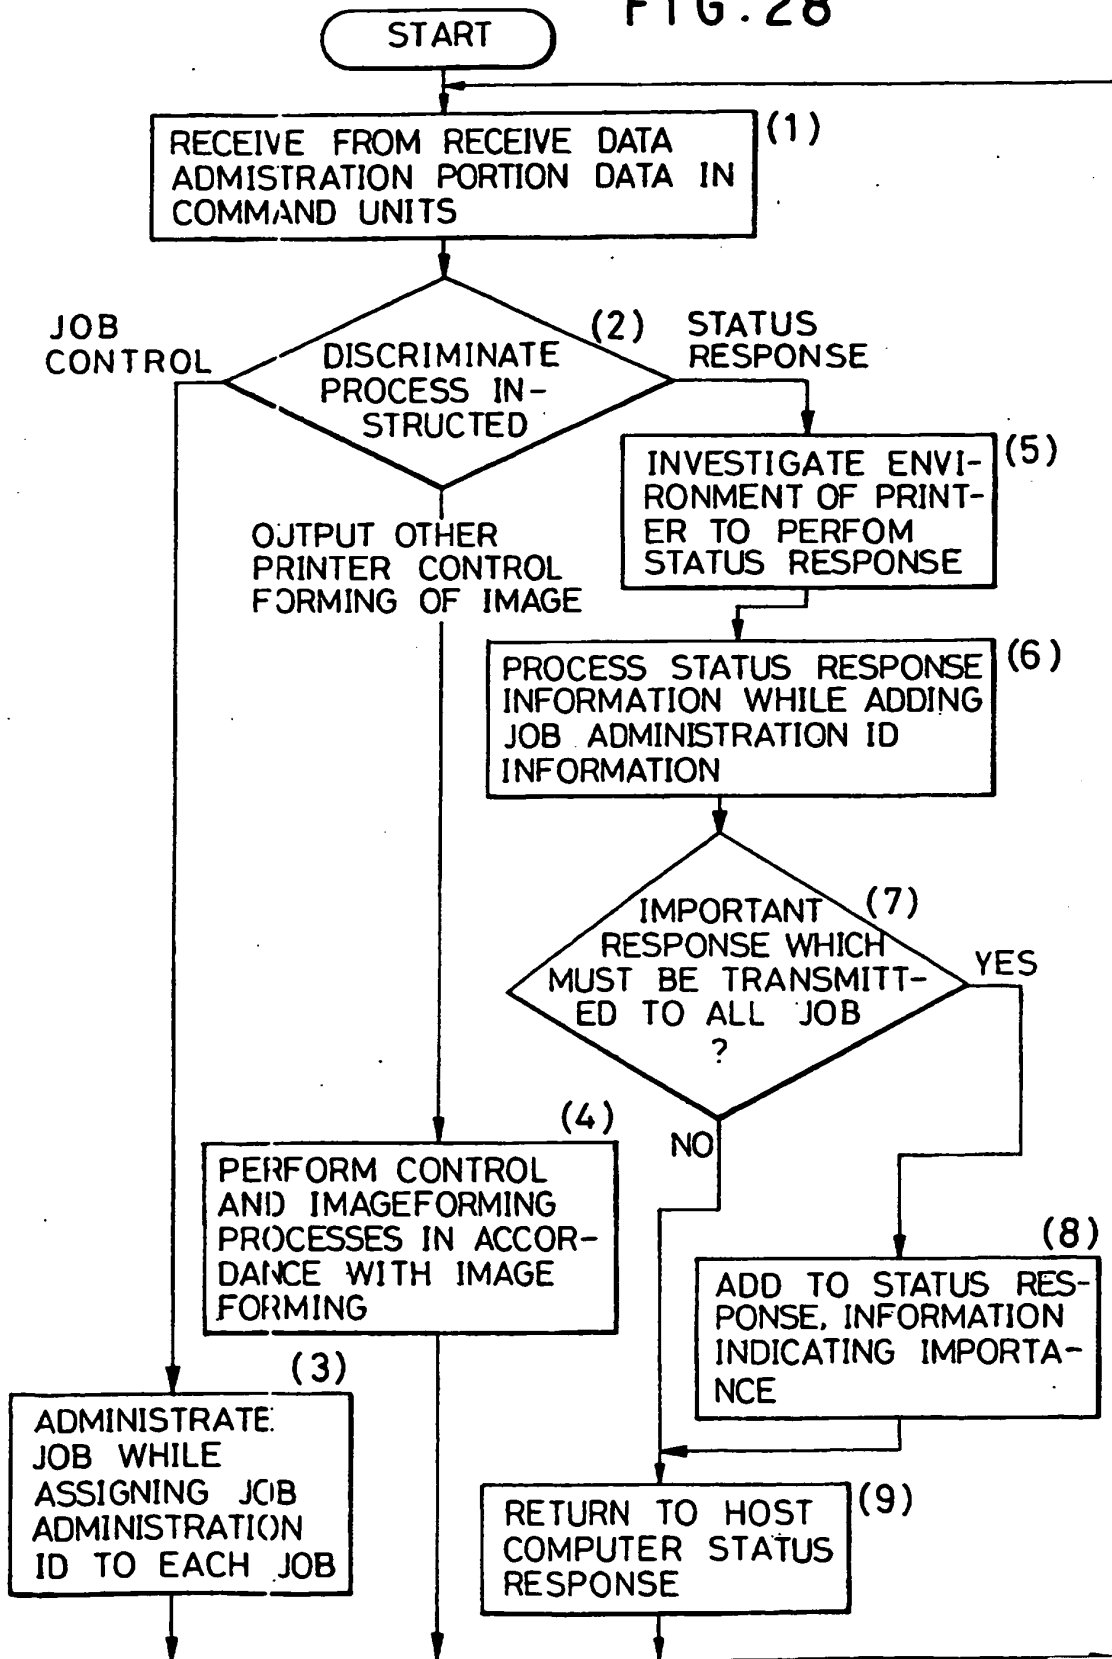 FIG.28
START
(1)
RECEIVE FROM RECEIVE DATA
ADMISTRATION PORTION DATA IN
COMMAND UNITS
JOB
CONTROL
(2)
STATUS
RESPONSE
DISCRIMINATE
PROCESS IN-
STRUCTED
(5)
INVESTIGATE ENVI-
RONMENT OF PRINT-
ER TO PERFOM
STATUS RESPONSE
OUTPUT OTHER
PRINTER CONTROL
FORMING OF IMAGE
(6)
PROCESS STATUS RESPONSE
INFORMATION WHILE ADDING
JOB ADMINISTRATION ID
INFORMATION
(7)
IMPORTANT
RESPONSE WHICH
MUST BE TRANSMITT-
ED TO ALL JOB
?
YES
NO
(4)
PERFORM CONTROL
AND IMAGEFORMING
PROCESSES IN ACCOR-
DANCE WITH IMAGE
FORMING
(8)
ADD TO STATUS RES-
PONSE, INFORMATION
INDICATING IMPORTA-
NCE
(3)
ADMINISTRATE
JOB WHILE
ASSIGNING JOB
ADMINISTRATION
ID TO EACH JOB
(9)
RETURN TO HOST
COMPUTER STATUS
RESPONSE